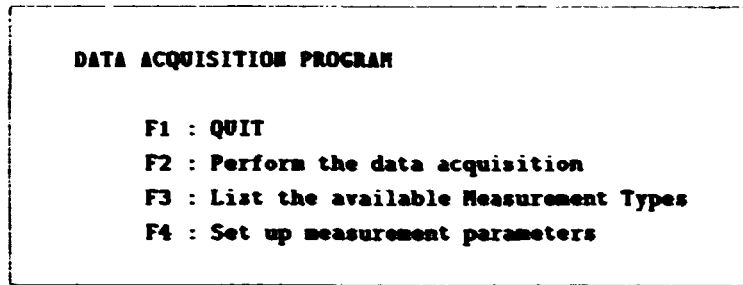 DATA ACQUISITION PROGRAM
F1 : QUIT
F2 : Perform the data acquisition
F3 : List the available Measurement Types
F4 : Set up measurement parameters